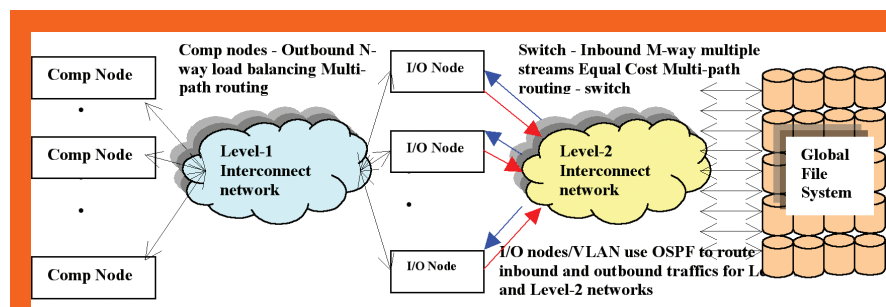 Comp nodes - Outbound N-
way load balancing Multi-
path routing
Switch - Inbound M-way multiple
streams Equal Cost Multi-path
routing - switch
Comp Node
Comp Node
Comp Node
Level-1
Interconnect
network
I/O Node
I/O Node
I/O Node
Level-2
Interconnect
network
Global
File
System
I/O nodes/VLAN use OSPF to route
inbound and outbound traffics for
and Level-2 networks